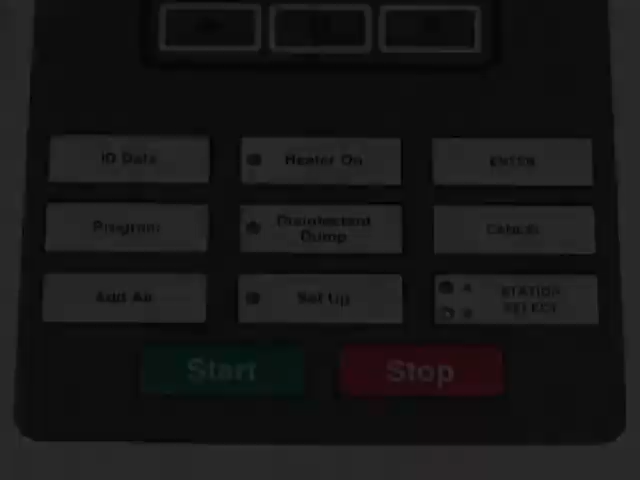 ID Data
Heater On
ENTER
Program
Disinfectant
Dump
CANCEL
Add Air
Set Up
STATION
SELECT
Start
Stop